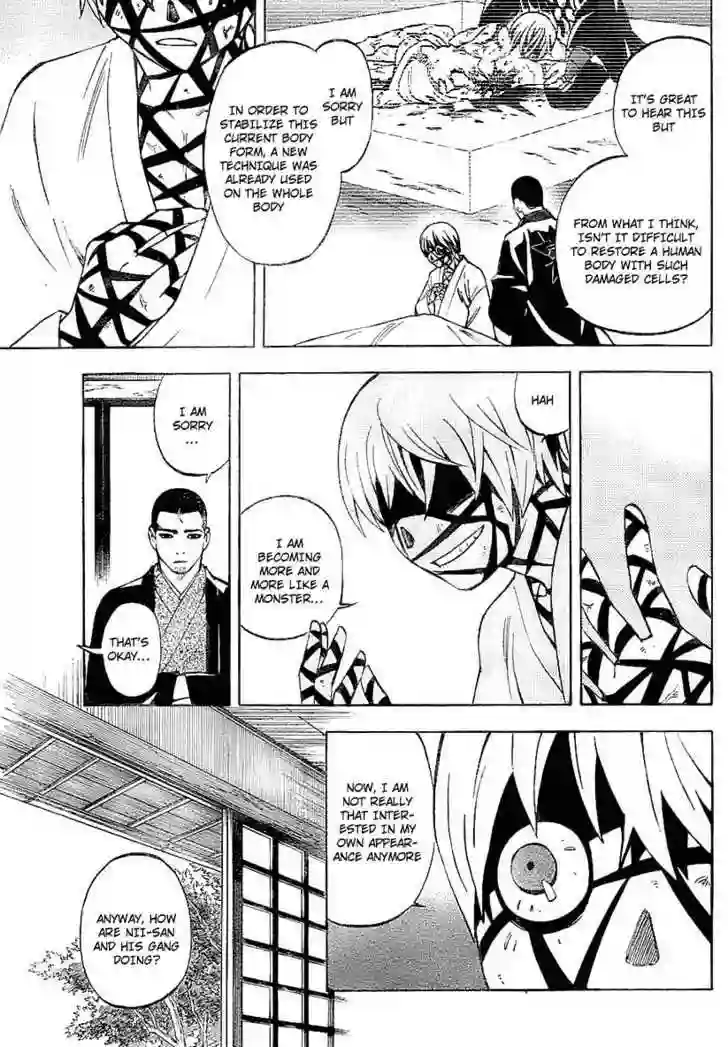 IT'S GREAT
TO HEAR THIS
BUT
FROM WHAT I THINK,
ISN'T IT DIFFICULT
TO RESTORE A HUMAN
BODY WITH SUCH
DAMAGED CELLS?
I AM
SORRY
BUT
IN ORDER TO
STABILIZE THIS
CURRENT BODY
FORM, A NEW
TECHNIQUE WAS
ALREADY USED
ON THE WHOLE
BODY
HAH
I AM
BECOMING
MORE AND
MORE LIKE A
MONSTER...
I AM
SORRY
...
THAT'S
OKAY...
NOW, I AM
NOT REALLY
THAT INTER-
ESTED IN MY
OWN APPEAR-
ANCE ANYMORE
ANYWAY, HOW
ARE NII-SAN
AND HIS GANG
DOING?